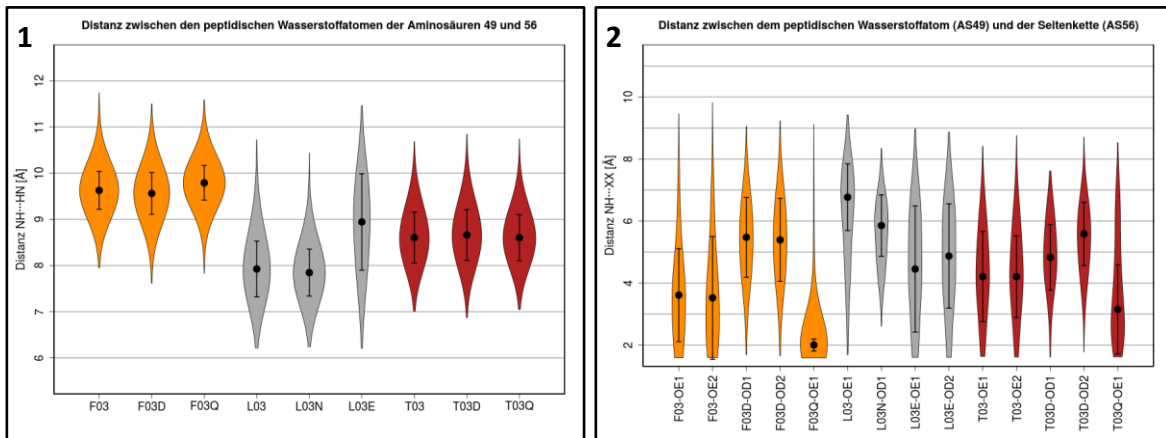 1
Distanz zwischen den peptidischen Wasserstoffatomen der Aminosäuren 49 und 56
Distanz NH···HN [Å]
12
11
10
9
8
7
6
F03 F03D F03Q L03 L03N L03E T03 T03D T03Q
2
Distanz zwischen dem peptidischen Wasserstoffatom (AS49) und der Seitenkette (AS56)
Distanz NH···XX [Å]
10
8
6
4
2
F03-OE1
F03-OE2
F03D-OD1
F03D-OD2
F03Q-OE1
L03-OE1
L03N-OD1
L03E-OE1
L03E-OE2
T03-OE1
T03-OE2
T03D-OD1
T03D-OD2
T03Q-OE1